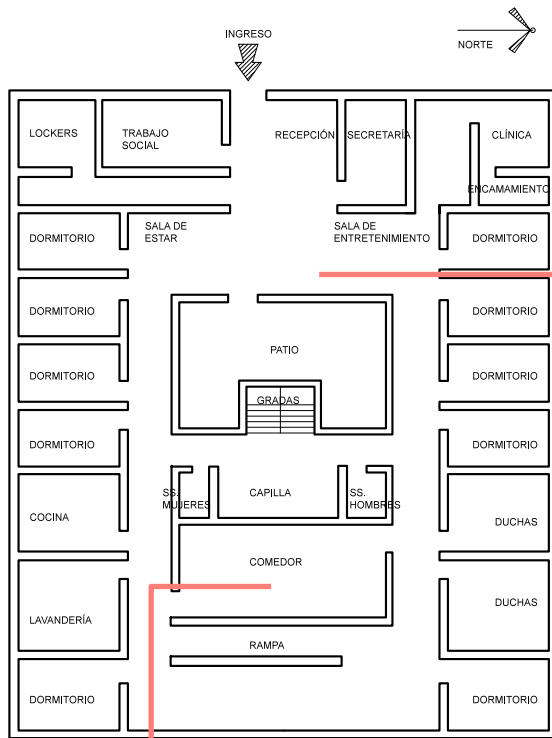 INGRESO
NORTE
LOCKERS
TRABAJO
SOCIAL
RECEPCIÓN
SECRETARÍA
CLÍNICA
ENCAMAMIENTO
DORMITORIO
SALA DE
ESTAR
SALA DE
ENTRETENIMIENTO
DORMITORIO
DORMITORIO
DORMITORIO
PATIO
DORMITORIO
DORMITORIO
GRADAS
DORMITORIO
DORMITORIO
SS.
MUJERES
CAPILLA
SS.
HOMBRES
COCINA
DUCHAS
COMEDOR
DUCHAS
LAVANDERÍA
RAMPA
DORMITORIO
DORMITORIO